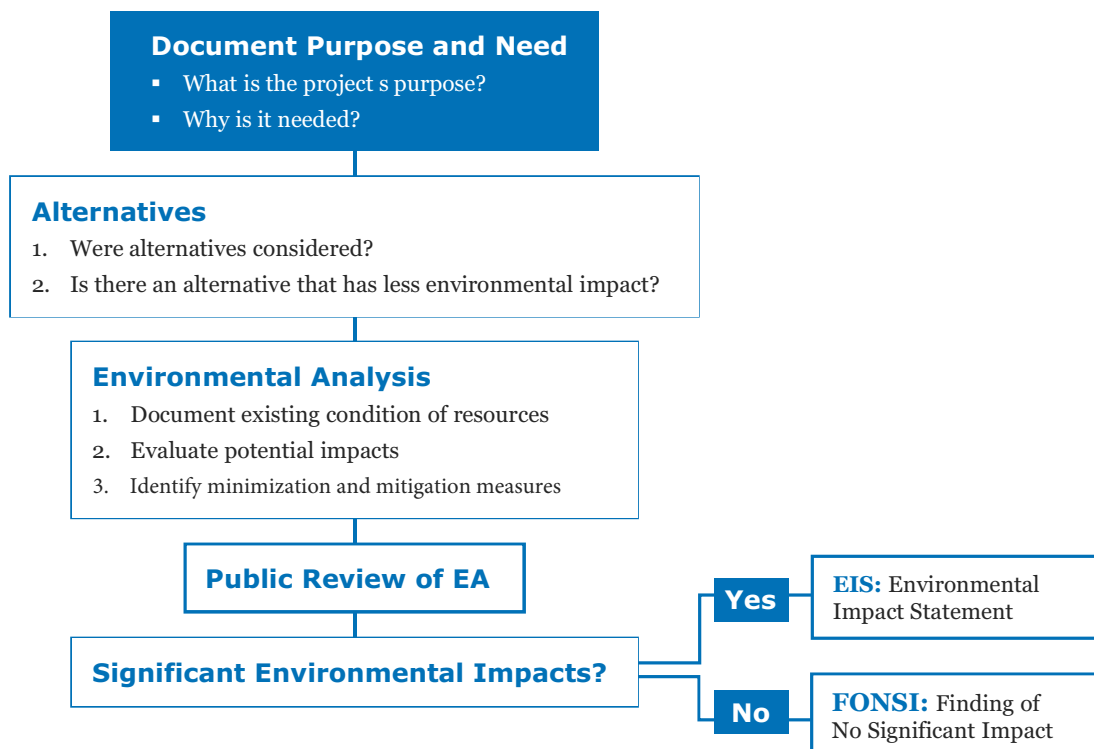 Document Purpose and Need
▪ What is the project s purpose?
▪ Why is it needed?
Alternatives
1. Were alternatives considered?
2. Is there an alternative that has less environmental impact?
Environmental Analysis
1. Document existing condition of resources
2. Evaluate potential impacts
3. Identify minimization and mitigation measures
Public Review of EA
Significant Environmental Impacts?
Yes
EIS: Environmental
Impact Statement
No
FONSI: Finding of
No Significant Impact